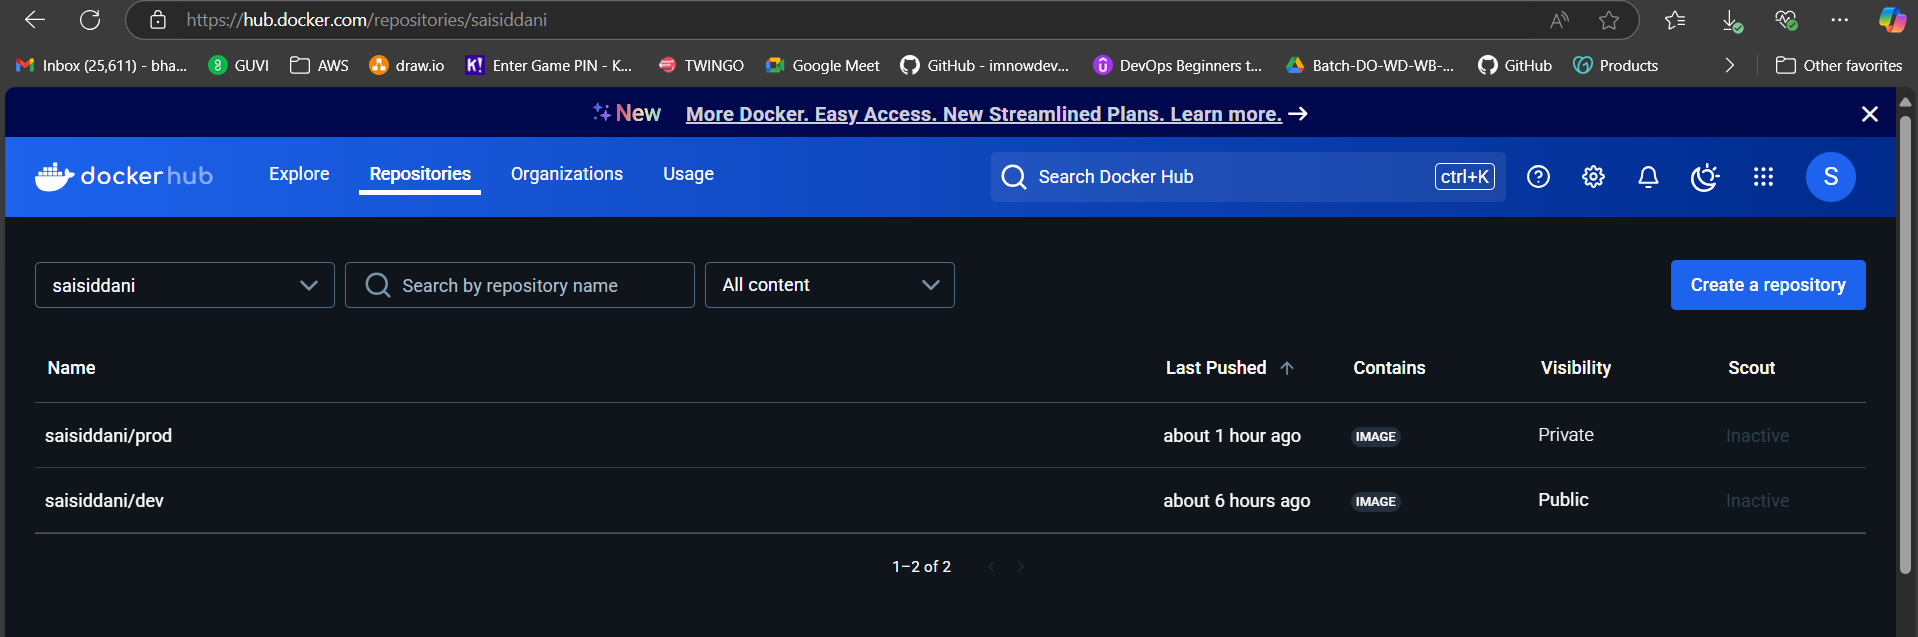 https://hub.docker.com/repositories/saisiddani
Inbox (25,611) - bha... GUVI AWS draw.io Enter Game PIN - K... TWINGO Google Meet GitHub - imnowdev... DevOps Beginners t... Batch-DO-WD-WB-... GitHub Products Other favorites
New More Docker. Easy Access. New Streamlined Plans. Learn more.
dockerhub Explore Repositories Organizations Usage Search Docker Hub ctrl+K S
saisiddani Search by repository name All content Create a repository
Name Last Pushed Contains Visibility Scout
saisiddani/prod about 1 hour ago IMAGE Private Inactive
saisiddani/dev about 6 hours ago IMAGE Public Inactive
1–2 of 2